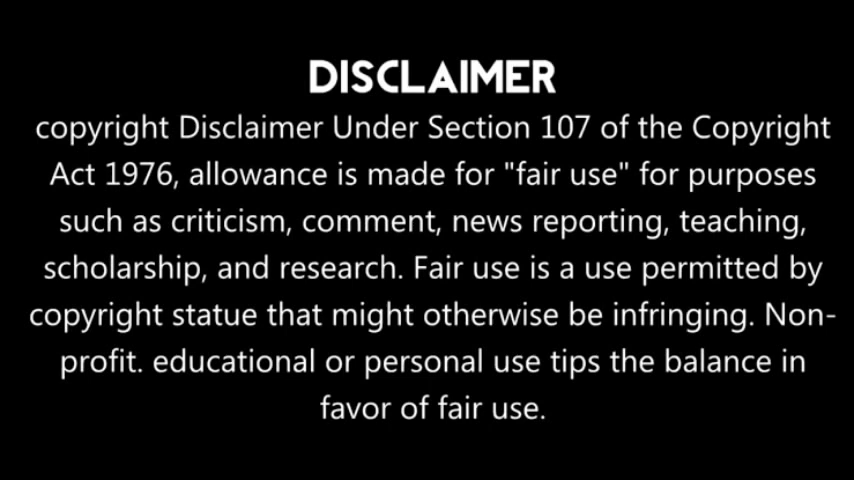 DISCLAIMER
copyright Disclaimer Under Section 107 of the Copyright
Act 1976, allowance is made for "fair use" for purposes
such as criticism, comment, news reporting, teaching,
scholarship, and research. Fair use is a use permitted by
copyright statue that might otherwise be infringing. Non-
profit. educational or personal use tips the balance in
favor of fair use.